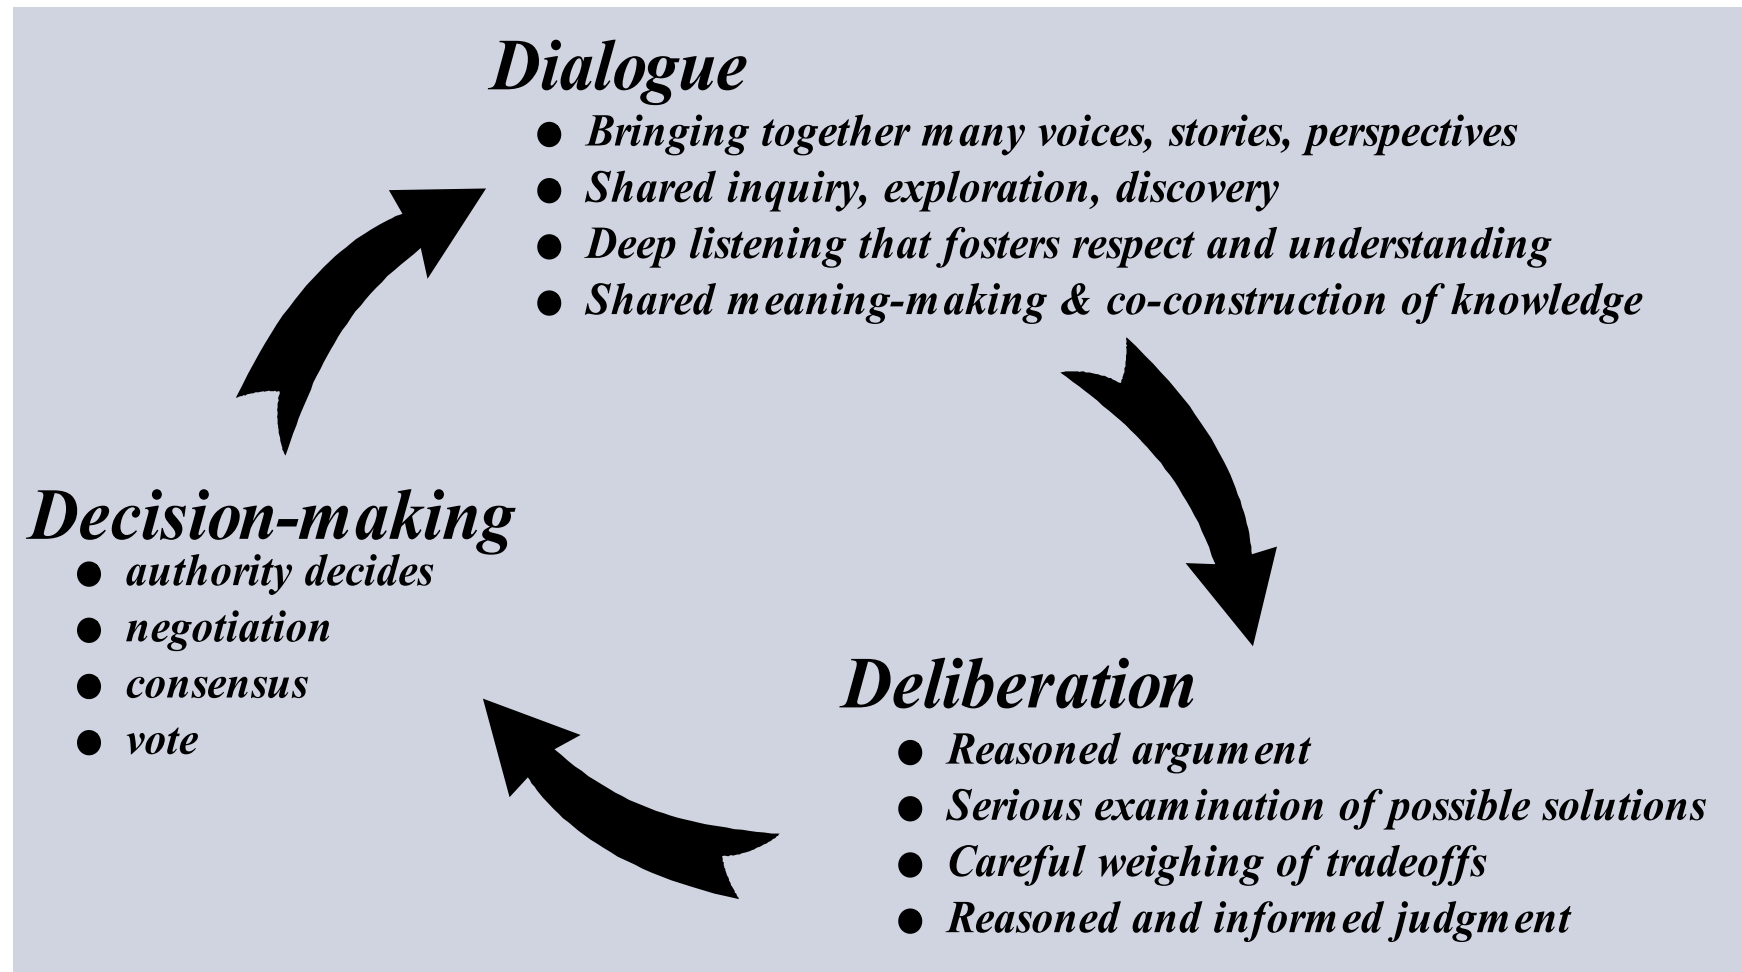 Dialogue
● Bringing together many voices, stories, perspectives
● Shared inquiry, exploration, discovery
● Deep listening that fosters respect and understanding
● Shared meaning-making & co-construction of knowledge
Decision-making
● authority decides
● negotiation
● consensus
● vote
Deliberation
● Reasoned argument
● Serious examination of possible solutions
● Careful weighing of tradeoffs
● Reasoned and informed judgment